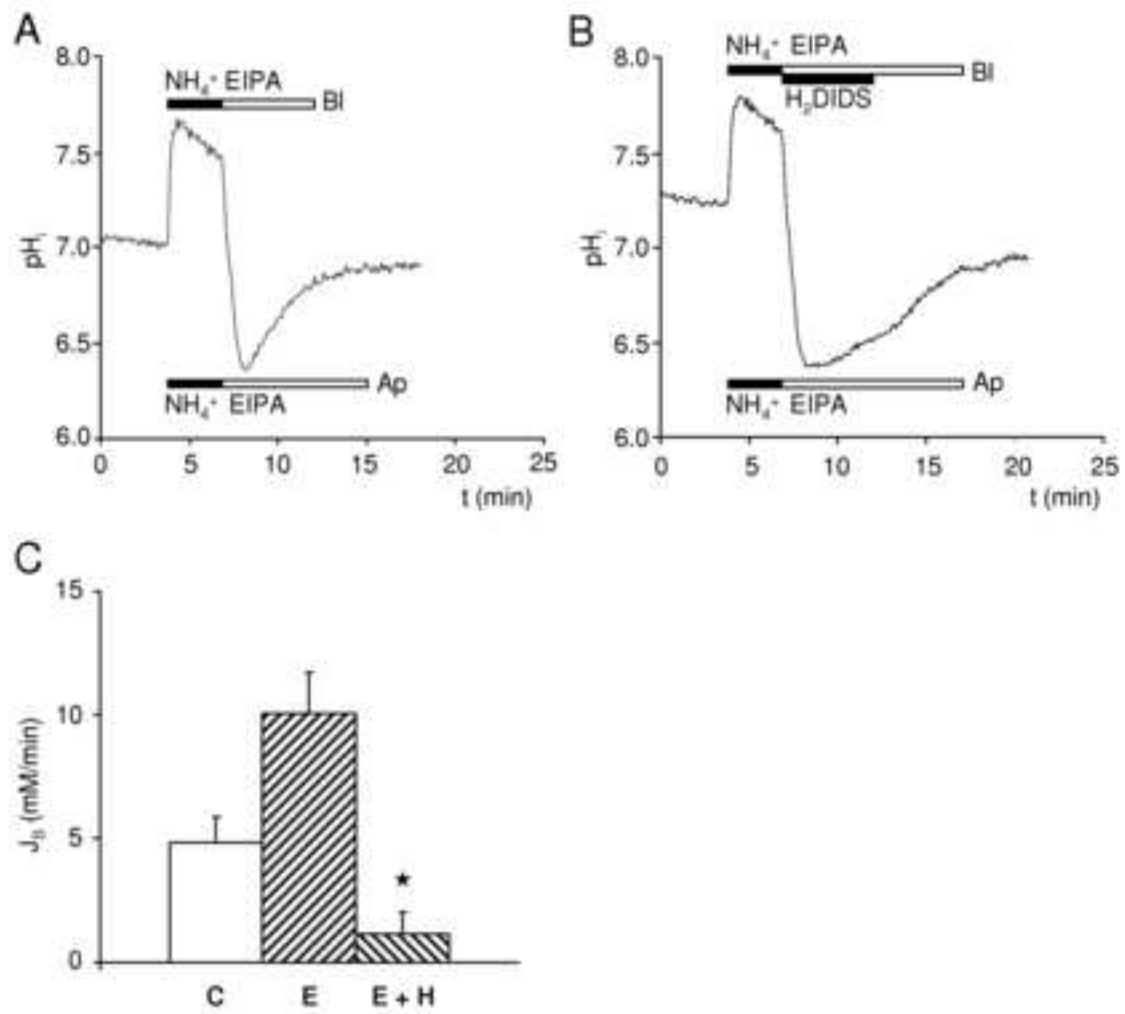 A
8.0
NH₄⁺ EIPA
Bl
7.5
pHᵢ
7.0
6.5
Ap
NH₄⁺ EIPA
6.0
0 5 10 15 20 25
t (min)
B
8.0
NH₄⁺ EIPA
Bl
H₂DIDS
7.5
pHᵢ
7.0
6.5
Ap
NH₄⁺ EIPA
6.0
0 5 10 15 20 25
t (min)
C
15
10
J_B (mM/min)
5
★
0
C E E + H